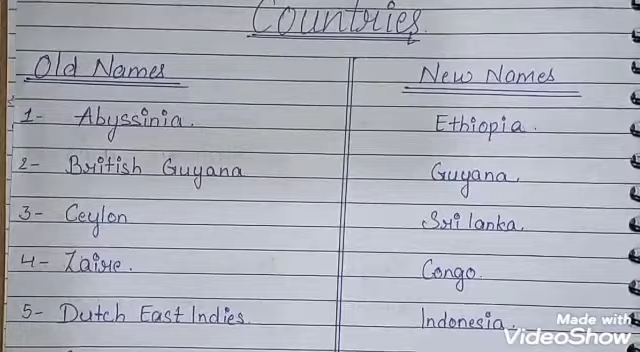 Countries
Old Names New Names
1- Abyssinia. Ethiopia.
2- British Guyana Guyana.
3- Ceylon Sri lanka.
4- Zaire. Congo.
5- Dutch East Indies. Indonesia.
Made with
VideoShow